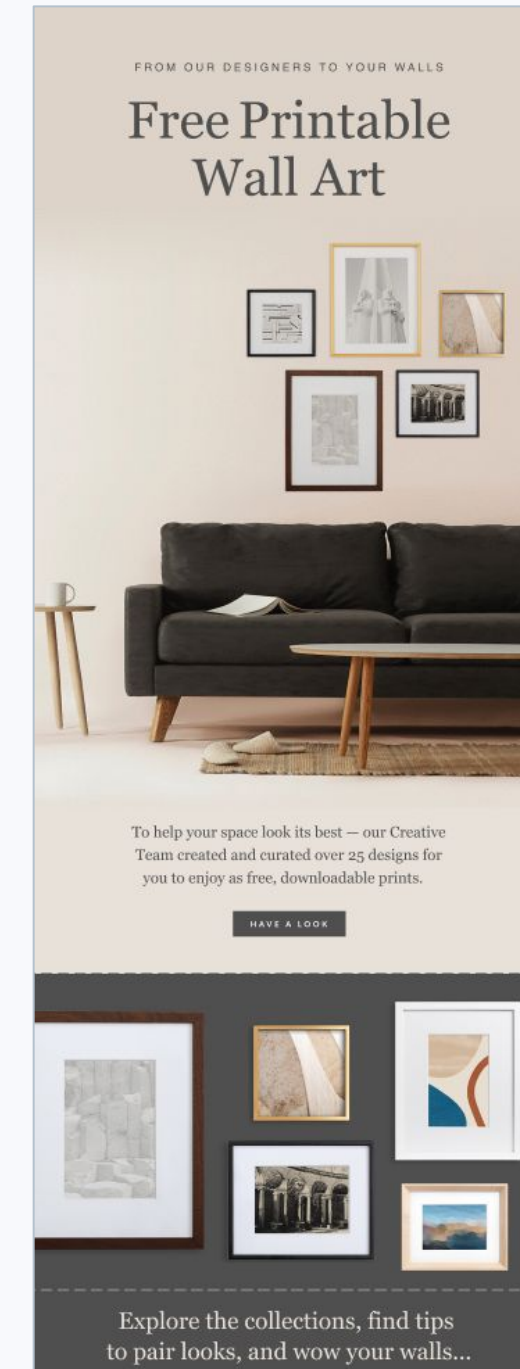 FROM OUR DESIGNERS TO YOUR WALLS
Free Printable
Wall Art
To help your space look its best — our Creative
Team created and curated over 25 designs for
you to enjoy as free, downloadable prints.
HAVE A LOOK
Explore the collections, find tips
to pair looks, and wow your walls...